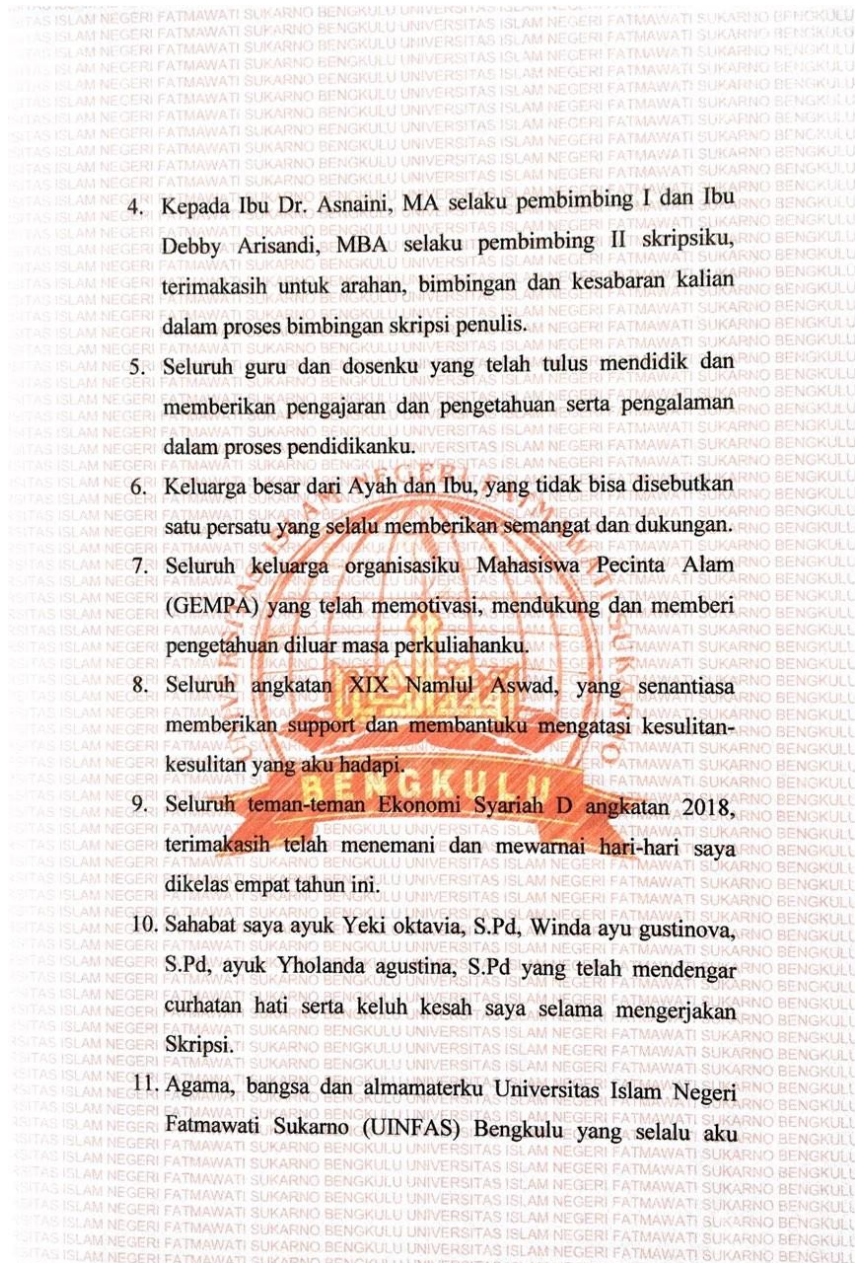 4. Kepada Ibu Dr. Asnaini, MA selaku pembimbing I dan Ibu
Debby Arisandi, MBA selaku pembimbing II skripsiku,
terimakasih untuk arahan, bimbingan dan kesabaran kalian
dalam proses bimbingan skripsi penulis.
5. Seluruh guru dan dosenku yang telah tulus mendidik dan
memberikan pengajaran dan pengetahuan serta pengalaman
dalam proses pendidikanku.
6. Keluarga besar dari Ayah dan Ibu, yang tidak bisa disebutkan
satu persatu yang selalu memberikan semangat dan dukungan.
7. Seluruh keluarga organisasiku Mahasiswa Pecinta Alam
(GEMPA) yang telah memotivasi, mendukung dan memberi
pengetahuan diluar masa perkuliahanku.
8. Seluruh angkatan XIX Namlul Aswad, yang senantiasa
memberikan support dan membantuku mengatasi kesulitan-
kesulitan yang aku hadapi.
BENGKULU
9. Seluruh teman-teman Ekonomi Syariah D angkatan 2018,
terimakasih telah menemani dan mewarnai hari-hari saya
dikelas empat tahun ini.
10. Sahabat saya ayuk Yeki oktavia, S.Pd, Winda ayu gustinova,
S.Pd, ayuk Yholanda agustina, S.Pd yang telah mendengar
curhatan hati serta keluh kesah saya selama mengerjakan
Skripsi.
11. Agama, bangsa dan almamaterku Universitas Islam Negeri
Fatmawati Sukarno (UINFAS) Bengkulu yang selalu aku